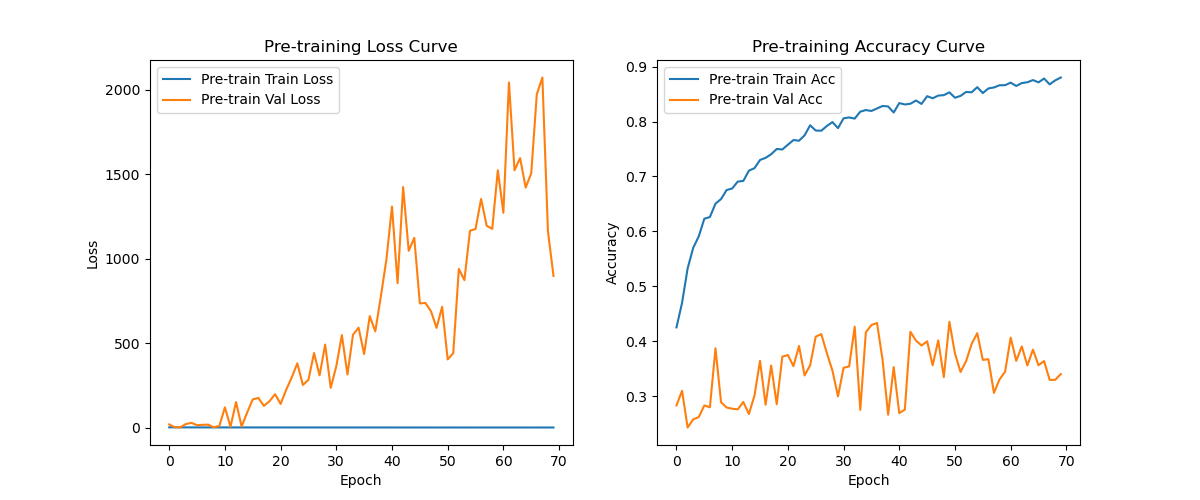 Pre-training Loss Curve
Pre-train Train Loss
Pre-train Val Loss
2000
1500
1000
500
0
Loss
0 10 20 30 40 50 60 70
Epoch
Pre-training Accuracy Curve
Pre-train Train Acc
Pre-train Val Acc
0.9
0.8
0.7
0.6
0.5
0.4
0.3
Accuracy
0 10 20 30 40 50 60 70
Epoch